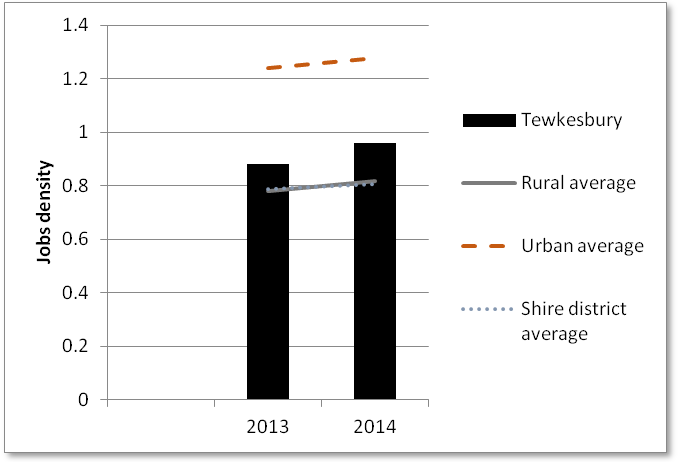 1.4
1.2
1
0.8
0.6
0.4
0.2
0
Jobs density
2013 2014
Tewkesbury
Rural average
Urban average
Shire district
average